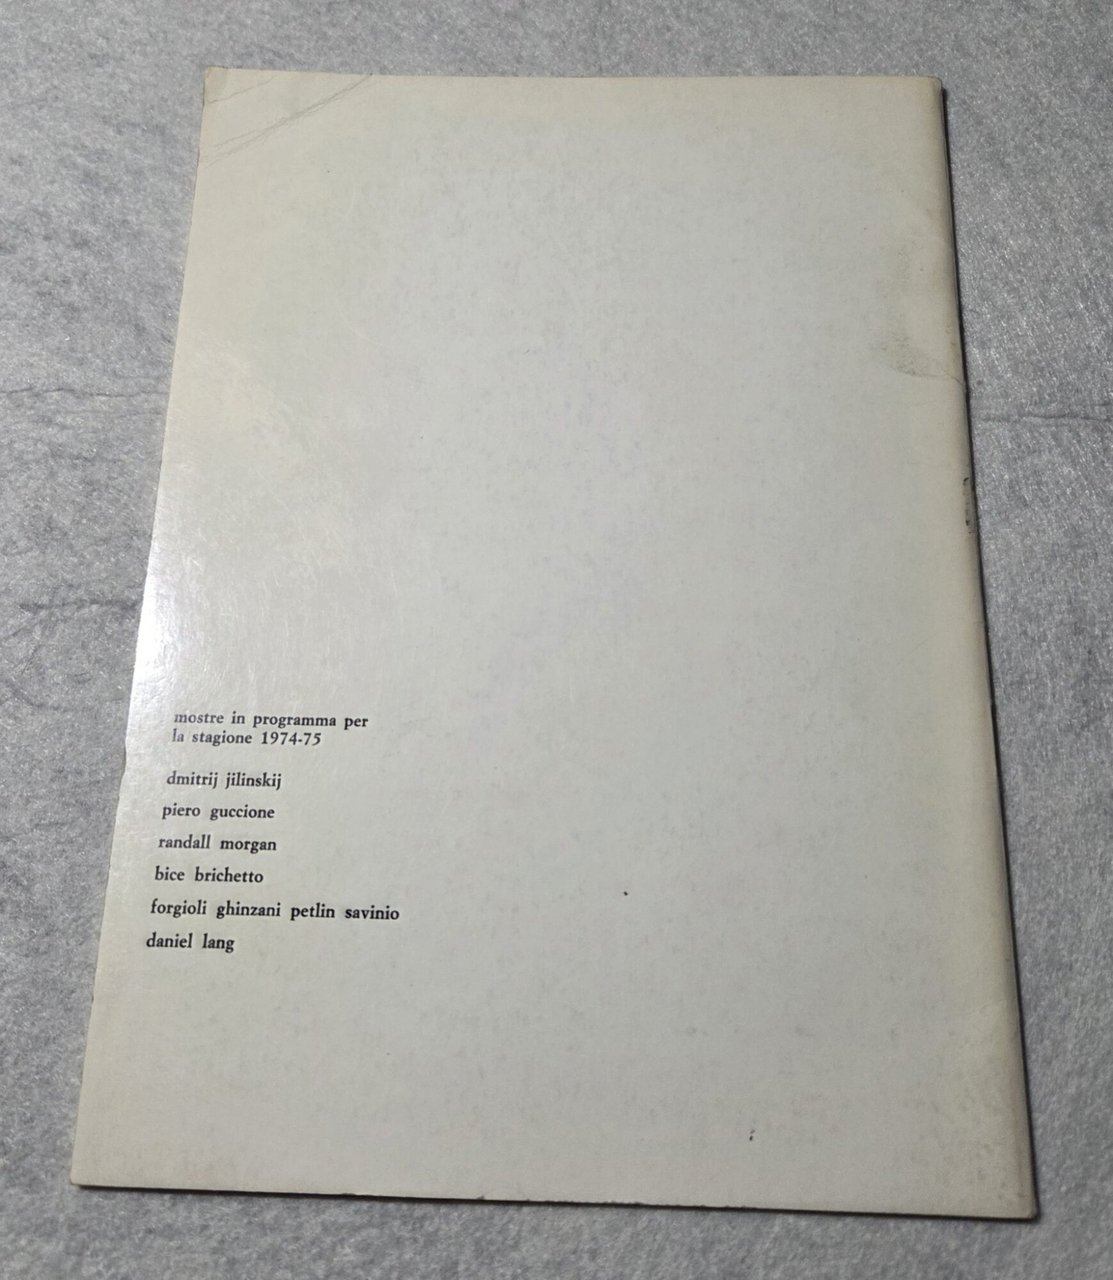 mostre in programma per
la stagione 1974-75
dmitrij jilinskij
piero guccione
randall morgan
bice brichetto
forgioli ghinzani petlin savinio
daniel lang